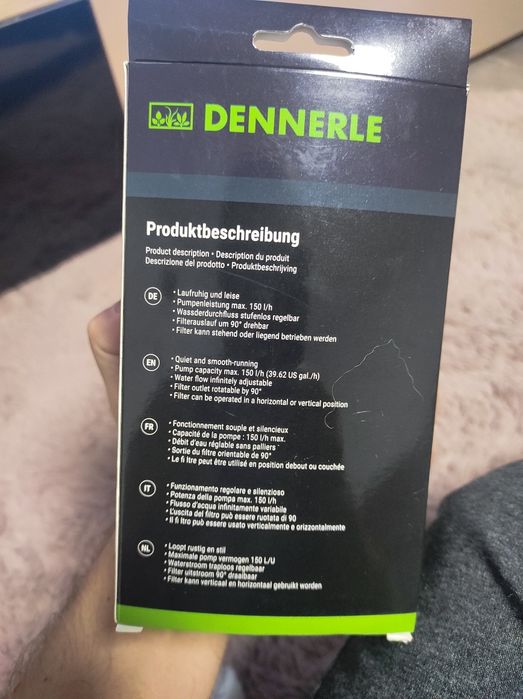 DENNERLE
Produktbeschreibung
Product description • Description du produit
Descrizione del prodotto • Produktbeschrijving
DE
• Laufruhig und leise
• Pumpenleistung max. 150 l/h
• Wassderdurchfluss stufenlos regelbar
• Filterauslauf um 90° drehbar
• Filter kann stehend oder liegend betrieben werden
EN
• Quiet and smooth-running
• Pump capacity max. 150 l/h (39.62 US gal./h)
• Water flow infinitely adjustable
• Filter outlet rotatable by 90°
• Filter can be operated in a horizontal or vertical position
FR
• Fonctionnement souple et silencieux
• Capacité de la pompe : 150 l/h max.
• Débit d'eau réglable sans palliers
• Sortie du filtre orientable de 90°
• Le fi ltre peut être utilisé en position debout ou couchée
IT
• Funzionamento regolare e silenzioso
• Potenza della pompa max. 150 l/h
• Flusso d'acqua infinitamente variabile
• L'uscita del filtro può essere ruotata di 90
• Il fi ltro può essere usato verticalmente e orizzontalmente
NL
• Loopt rustig en stil
• Maximale pomp vermogen 150 L/U
• Waterstroom traploos regelbaar
• Filter uitstroom 90° draaibaar
• Filter kann verticaal en horizontaal gebruikt worden